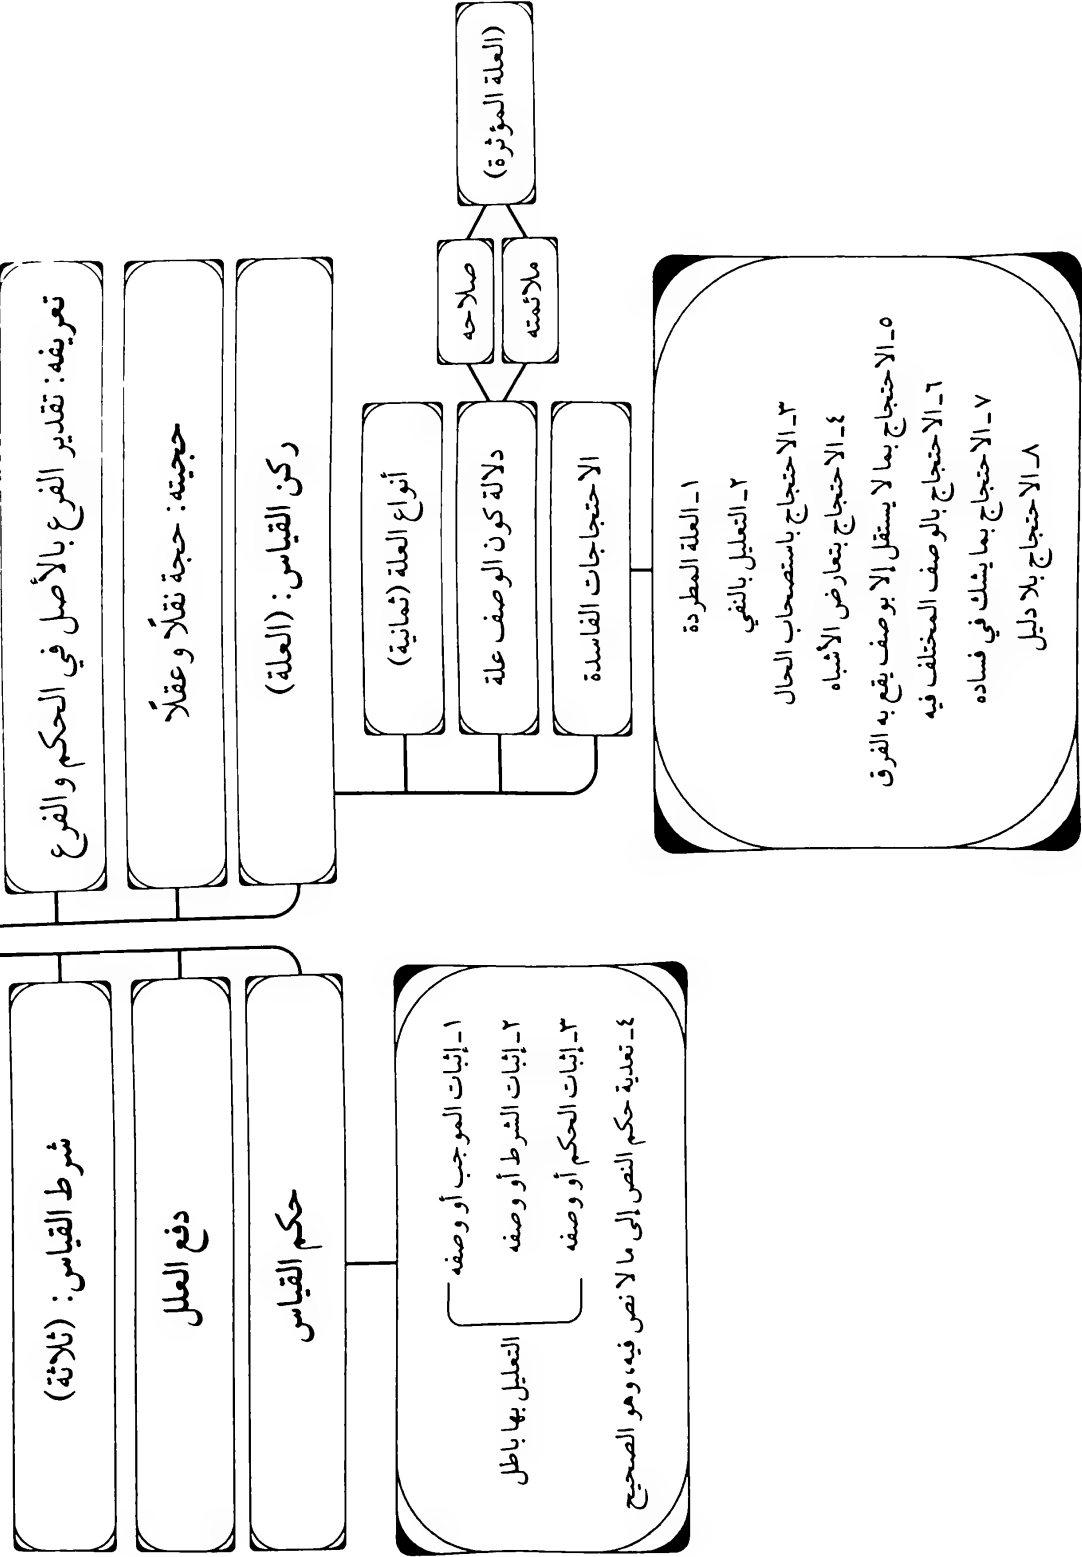 تعريفه: تقدير الفرع بالأصل في الحكم والفرع
حجيته: حجة نقلًا وعقلًا
ركن القياس: (العلة)
أنواع العلة (ثمانية)
دلالة كون الوصف علة
صلاحه
ملائمته
(العلة المؤثرة)
الاحتجاجات الفاسدة
١ـ العلة المطردة
٢ـ التعليل بالنفي
٣ـ الاحتجاج باستصحاب الحال
٤ـ الاحتجاج بتعارض الأشباه
٥ـ الاحتجاج بما لا يستقل إلا بوصف يقع به الفرق
٦ـ الاحتجاج بالوصف المختلف فيه
٧ـ الاحتجاج بما يشك في فساده
٨ـ الاحتجاج بلا دليل
شرط القياس: (ثلاثة)
دفع العلل
حكم القياس
١ـ إثبات الموجب أو وصفه
٢ـ إثبات الشرط أو وصفه
٣ـ إثبات الحكم أو وصفه
التعليل بها باطل
٤ـ تعدية حكم النص إلى ما لا نص فيه، وهو الصحيح